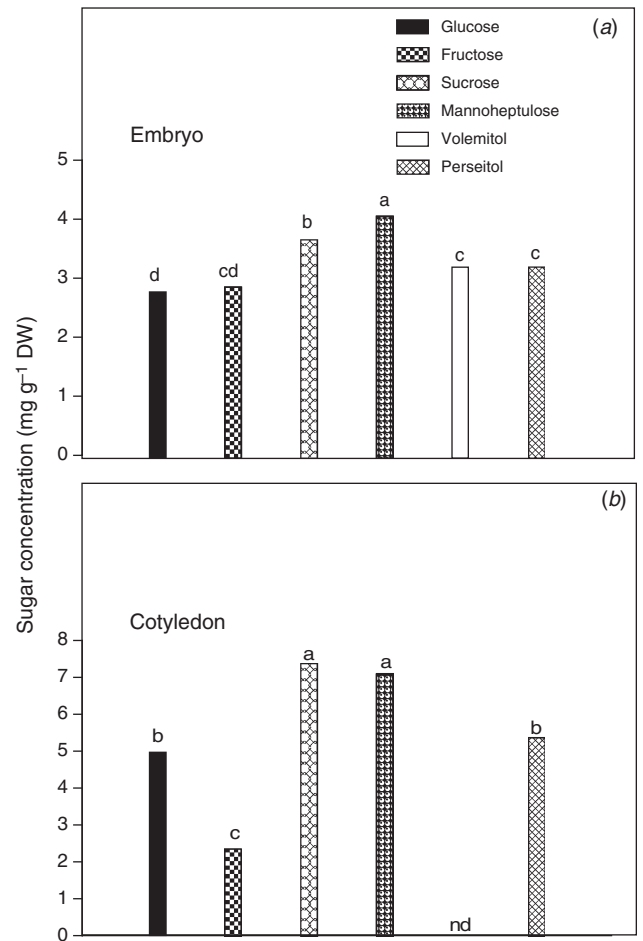 (a)
Glucose
Fructose
Sucrose
Mannoheptulose
Volemitol
Perseitol
Embryo
5
4
3
2
1
0
d
cd
b
a
c
c
Sugar concentration (mg g⁻¹ DW)
(b)
Cotyledon
8
7
6
5
4
3
2
1
0
b
c
a
a
nd
b